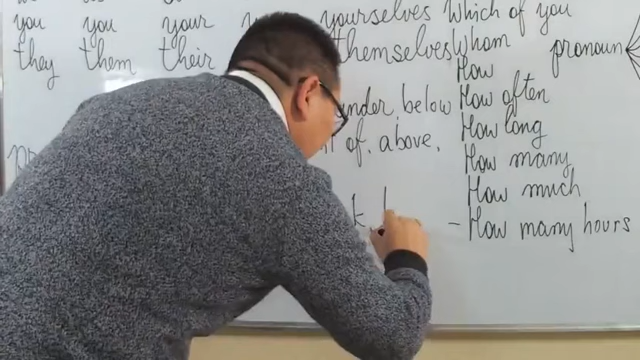 you you your yourselves Which of you
they them their themselves Wham pronoun
How
under, below How often
of, above. How long
How many
How much
k,
- How many hours